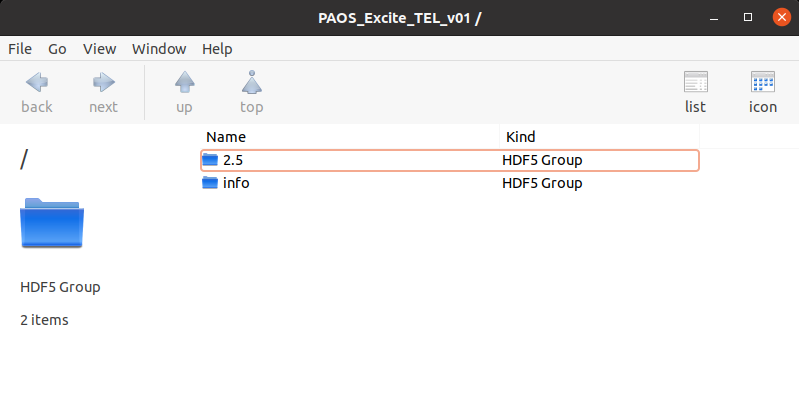 PAOS_Excite_TEL_v01 /
File Go View Window Help
back next up top list icon
Name Kind
/
2.5 HDF5 Group
info HDF5 Group
HDF5 Group
2 items